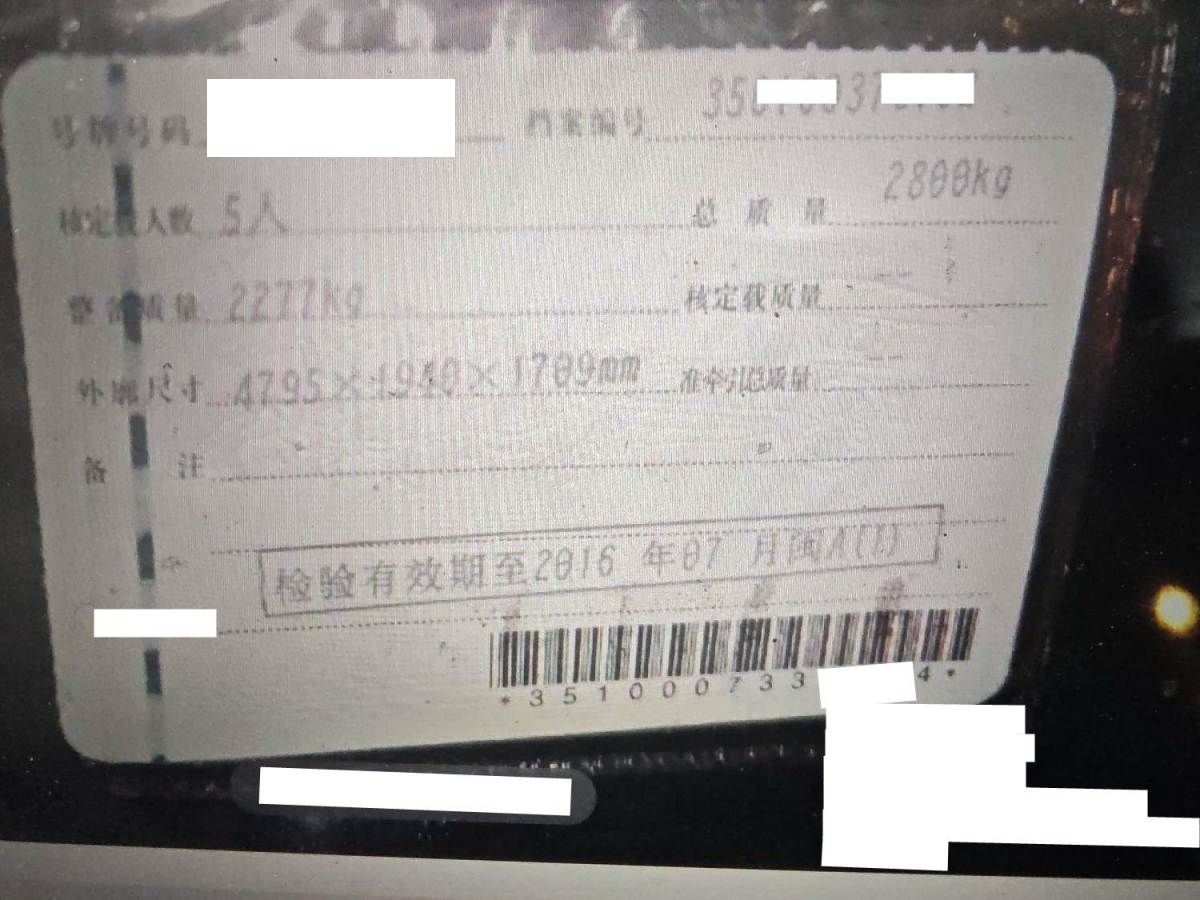 号牌号码 档案编号
核定载人数 5人 总质量 2800kg
整备质量 2277kg 核定载质量 --
外廓尺寸 4795×1940×1709mm 准牵引总质量 --
备注
检验有效期至2016年07月闽A(1)
*351000733 4*